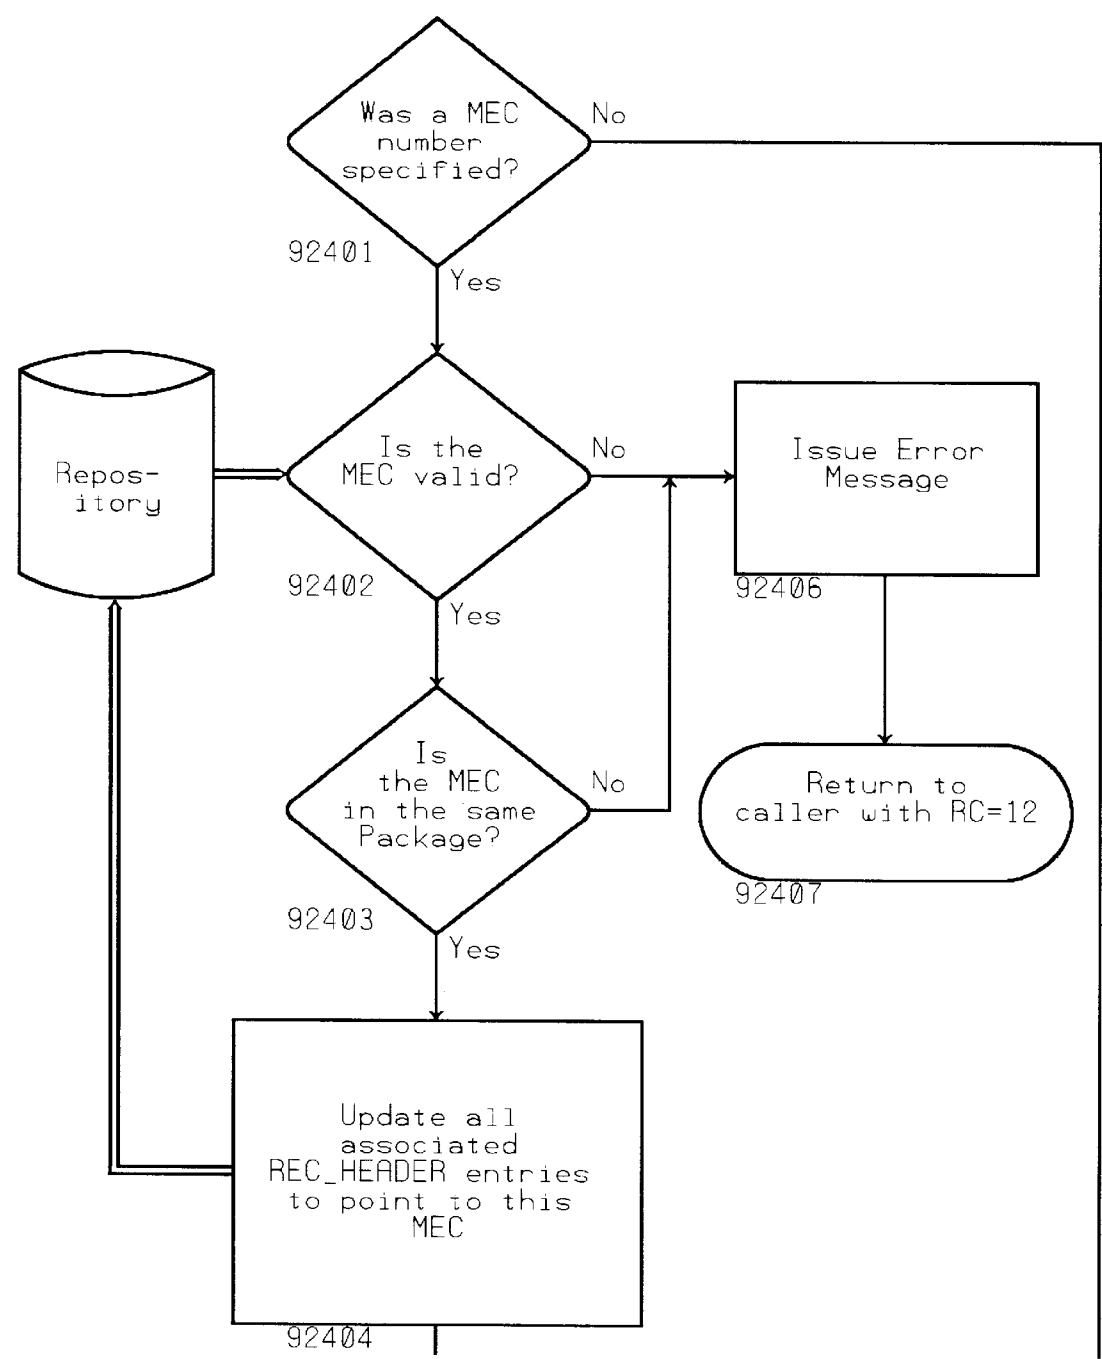 Was a MEC
number
specified?
No
92401
Yes
Is the
MEC valid?
No
Issue Error
Message
Repos-
itory
92402
Yes
92406
Is
the MEC
in the same
Package?
No
Return to
caller with RC=12
92407
92403
Yes
Update all
associated
REC_HEADER entries
to point to this
MEC
92404